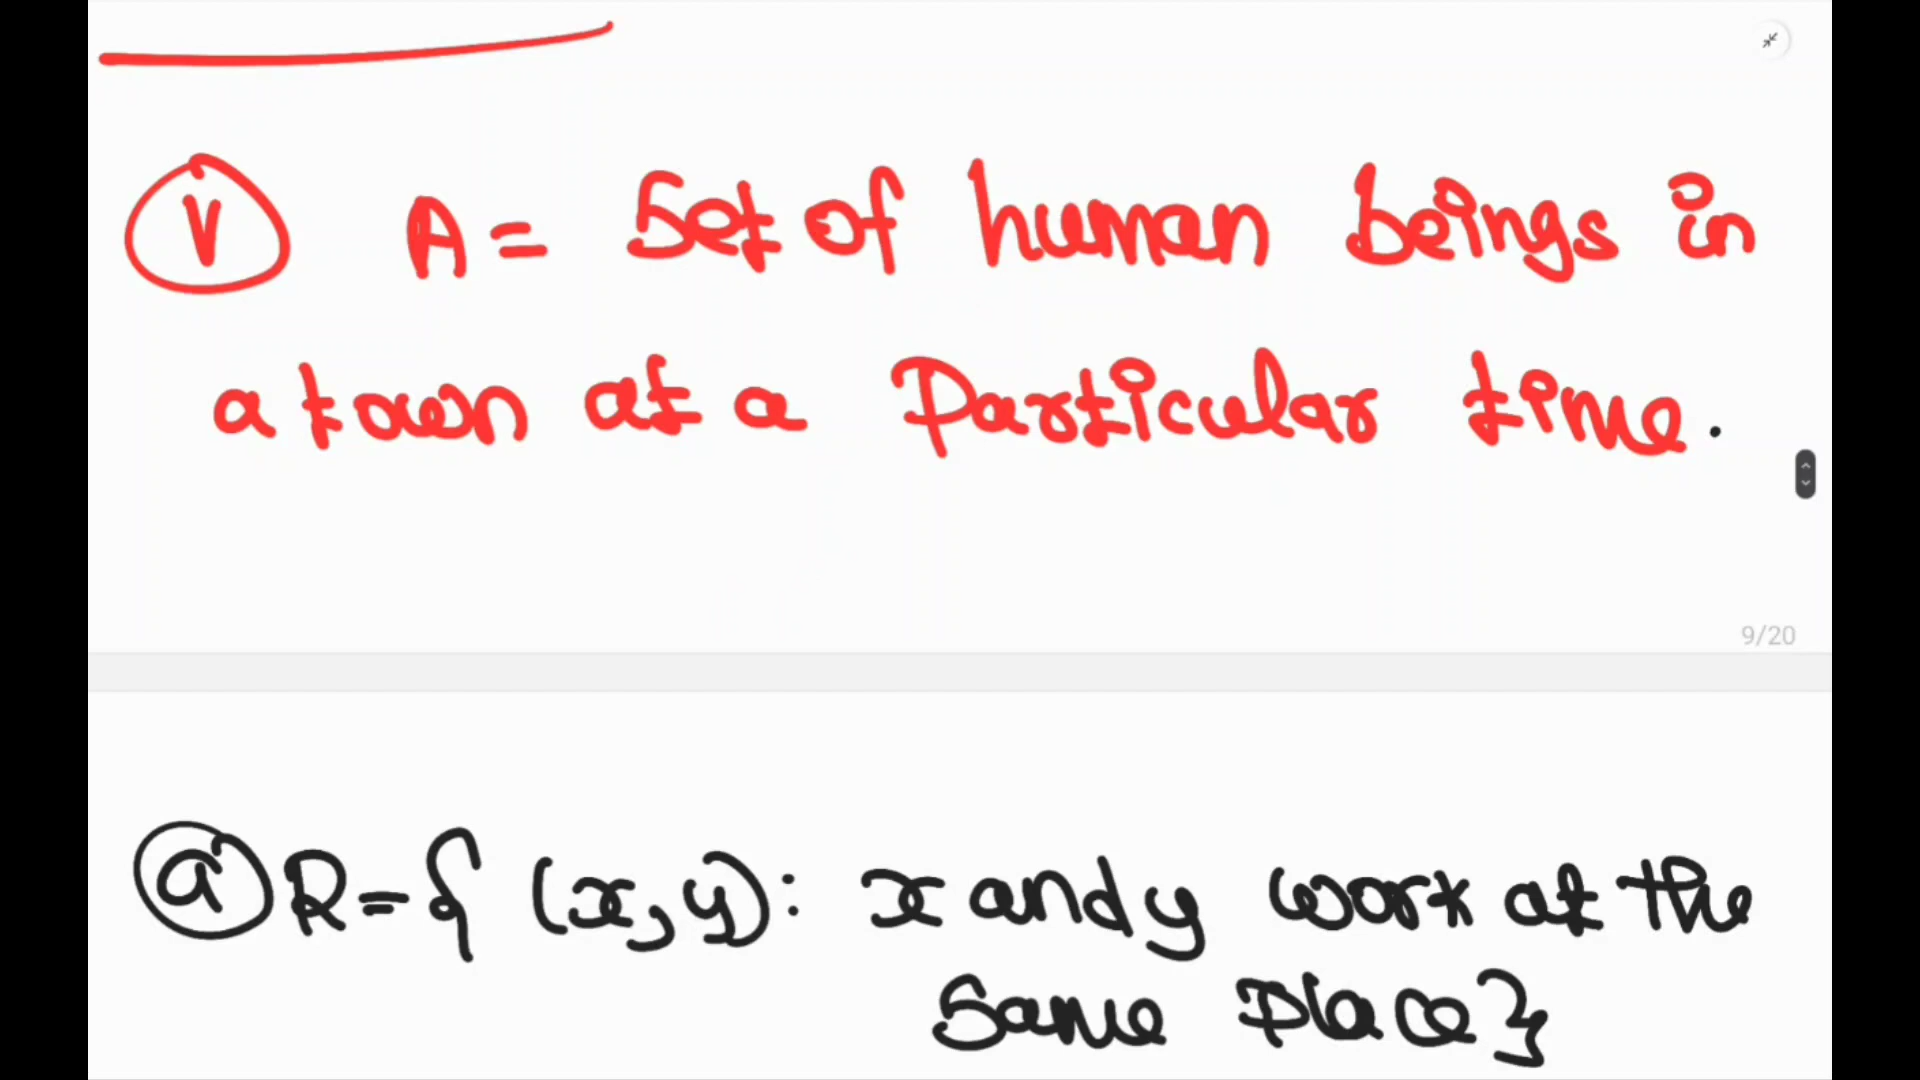 V A = Set of human beings in
a town at a Particular time.
9/20
a R = { (x, y): x and y work at the
Same Place}